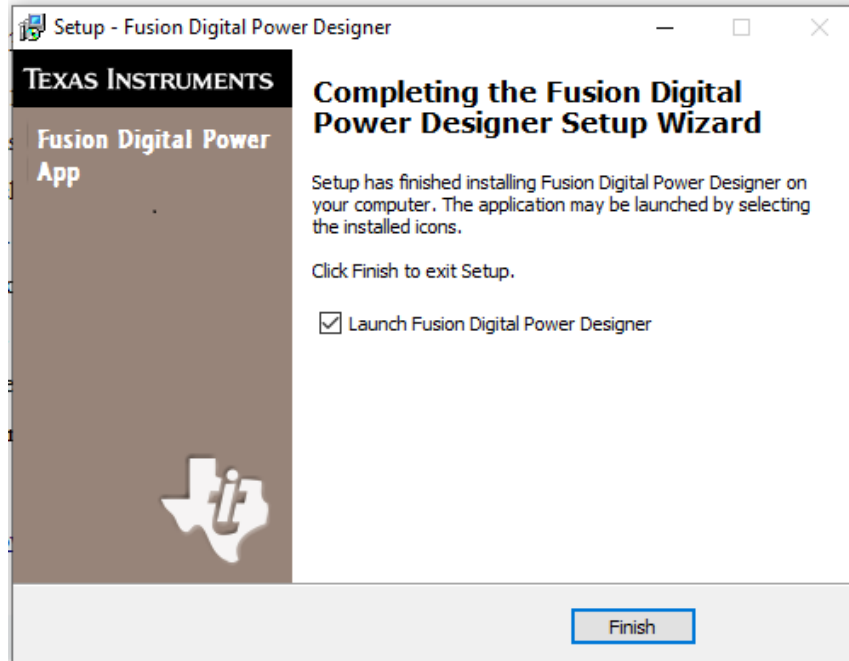 Setup - Fusion Digital Power Designer
TEXAS INSTRUMENTS
Fusion Digital Power
App
Completing the Fusion Digital
Power Designer Setup Wizard
Setup has finished installing Fusion Digital Power Designer on
your computer. The application may be launched by selecting
the installed icons.
Click Finish to exit Setup.
Launch Fusion Digital Power Designer
ti
Finish